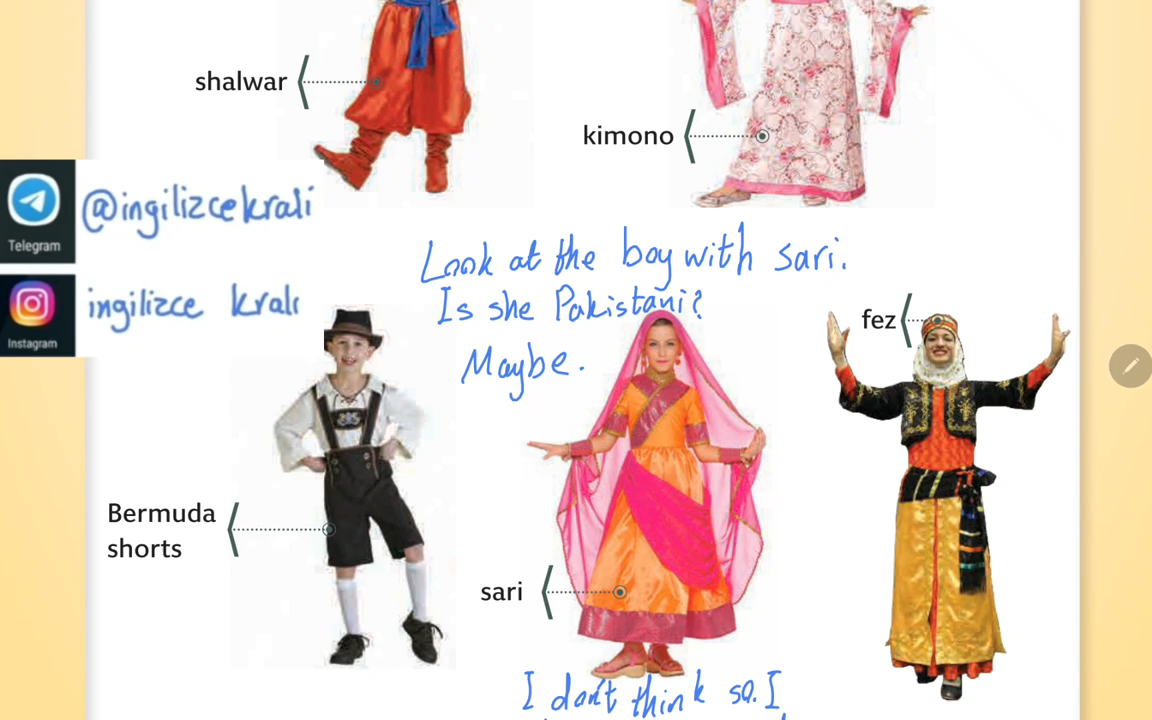 shalwar
kimono
Telegram
@ingilizcekrali
Look at the boy with sari.
Is she Pakistani?
Instagram
ingilizce kralı
fez
Maybe.
Bermuda
shorts
sari
I don't think so. I